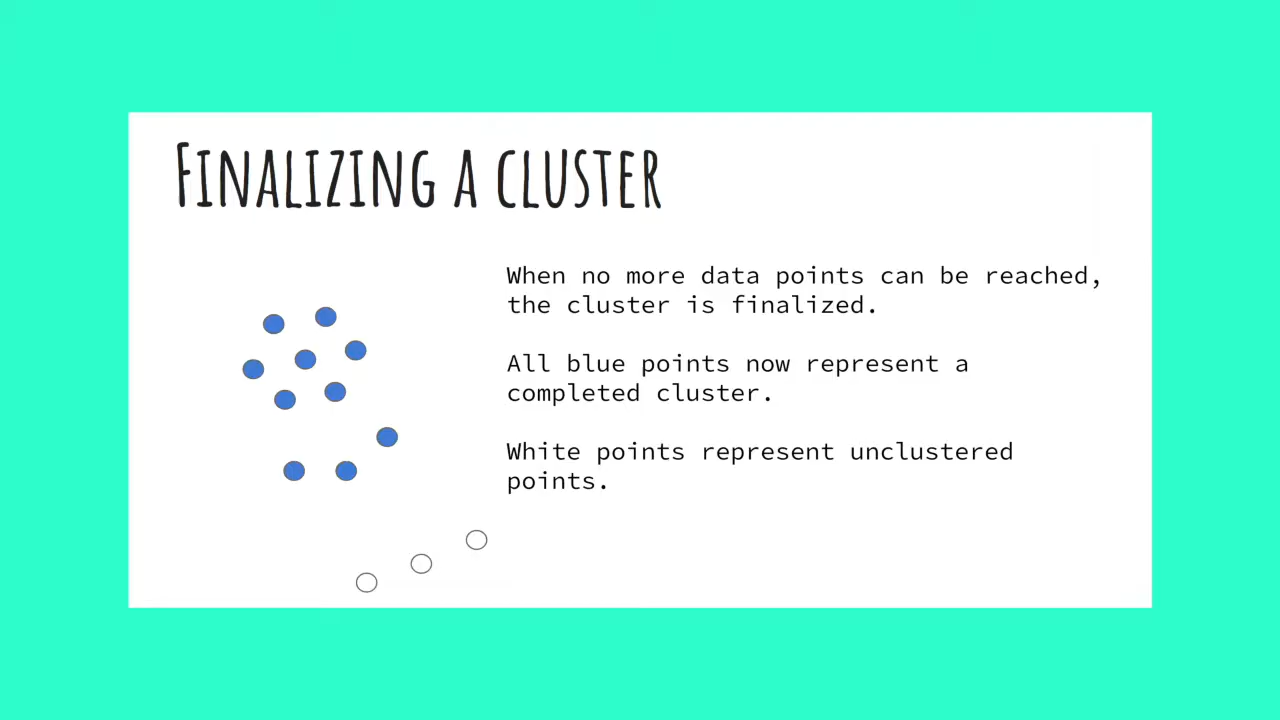 FINALIZING A CLUSTER
When no more data points can be reached,
the cluster is finalized.
All blue points now represent a
completed cluster.
White points represent unclustered
points.